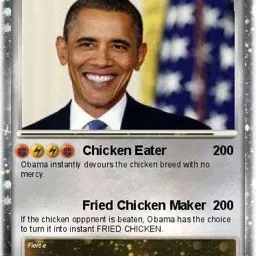 Chicken Eater 200
Obama instantly devours the chicken breed with no
mercy.
Fried Chicken Maker 200
If the chicken opppnent is beaten, Obama has the choice
to turn it into instant FRIED CHICKEN.
Fierce